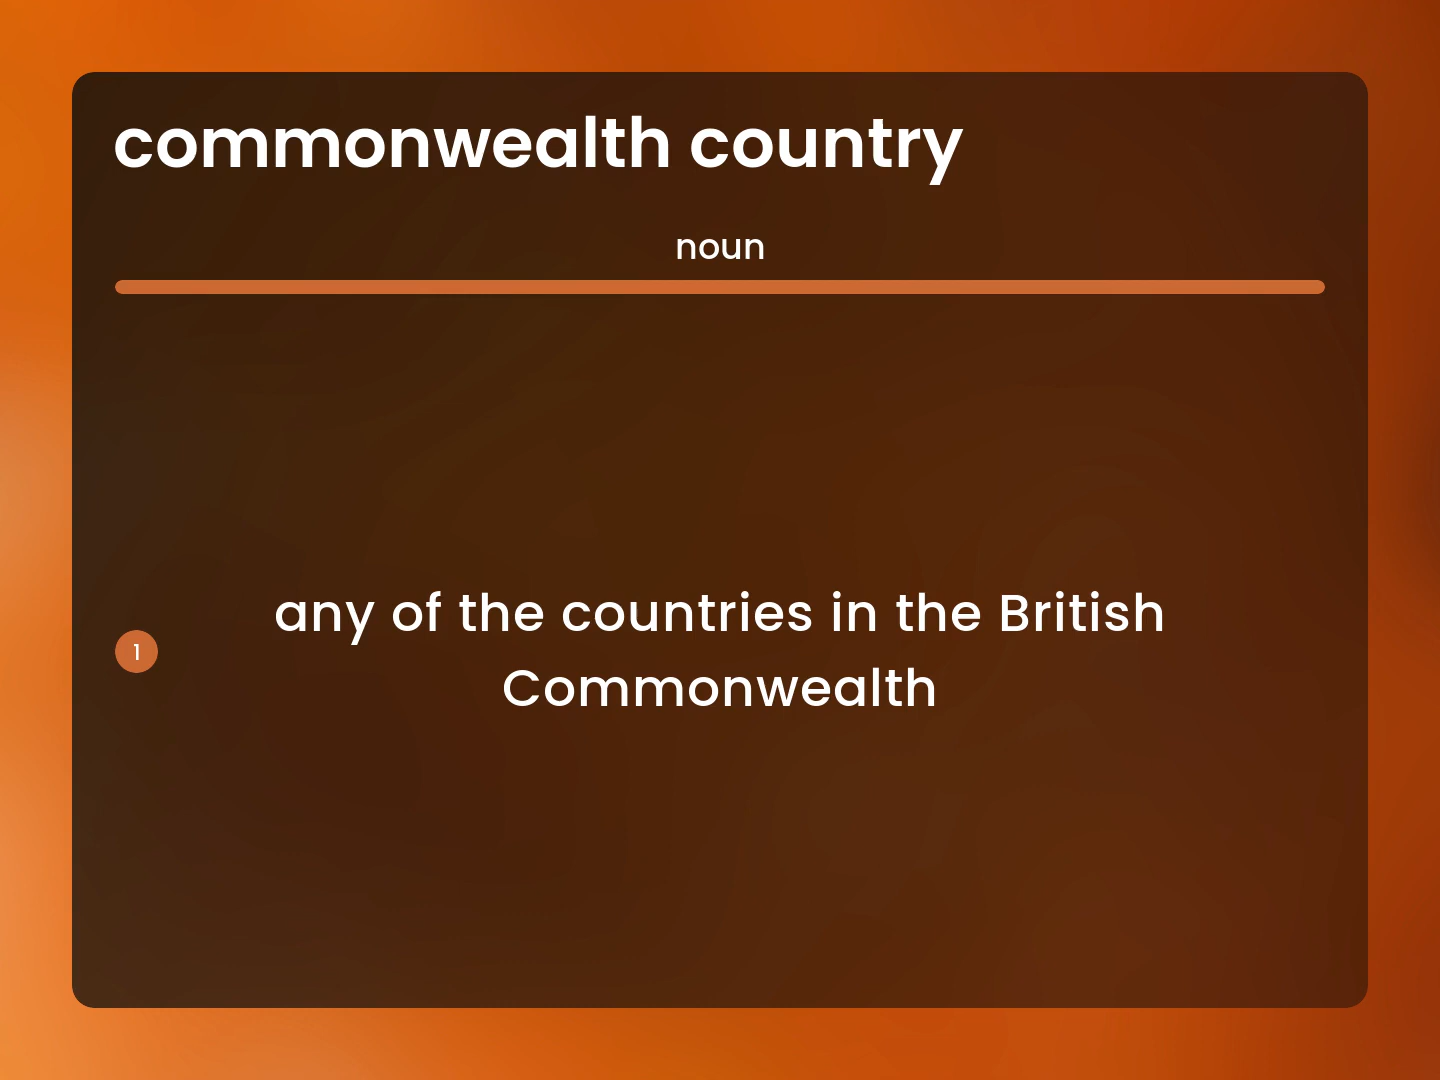 commonwealth country
noun
1
any of the countries in the British
Commonwealth